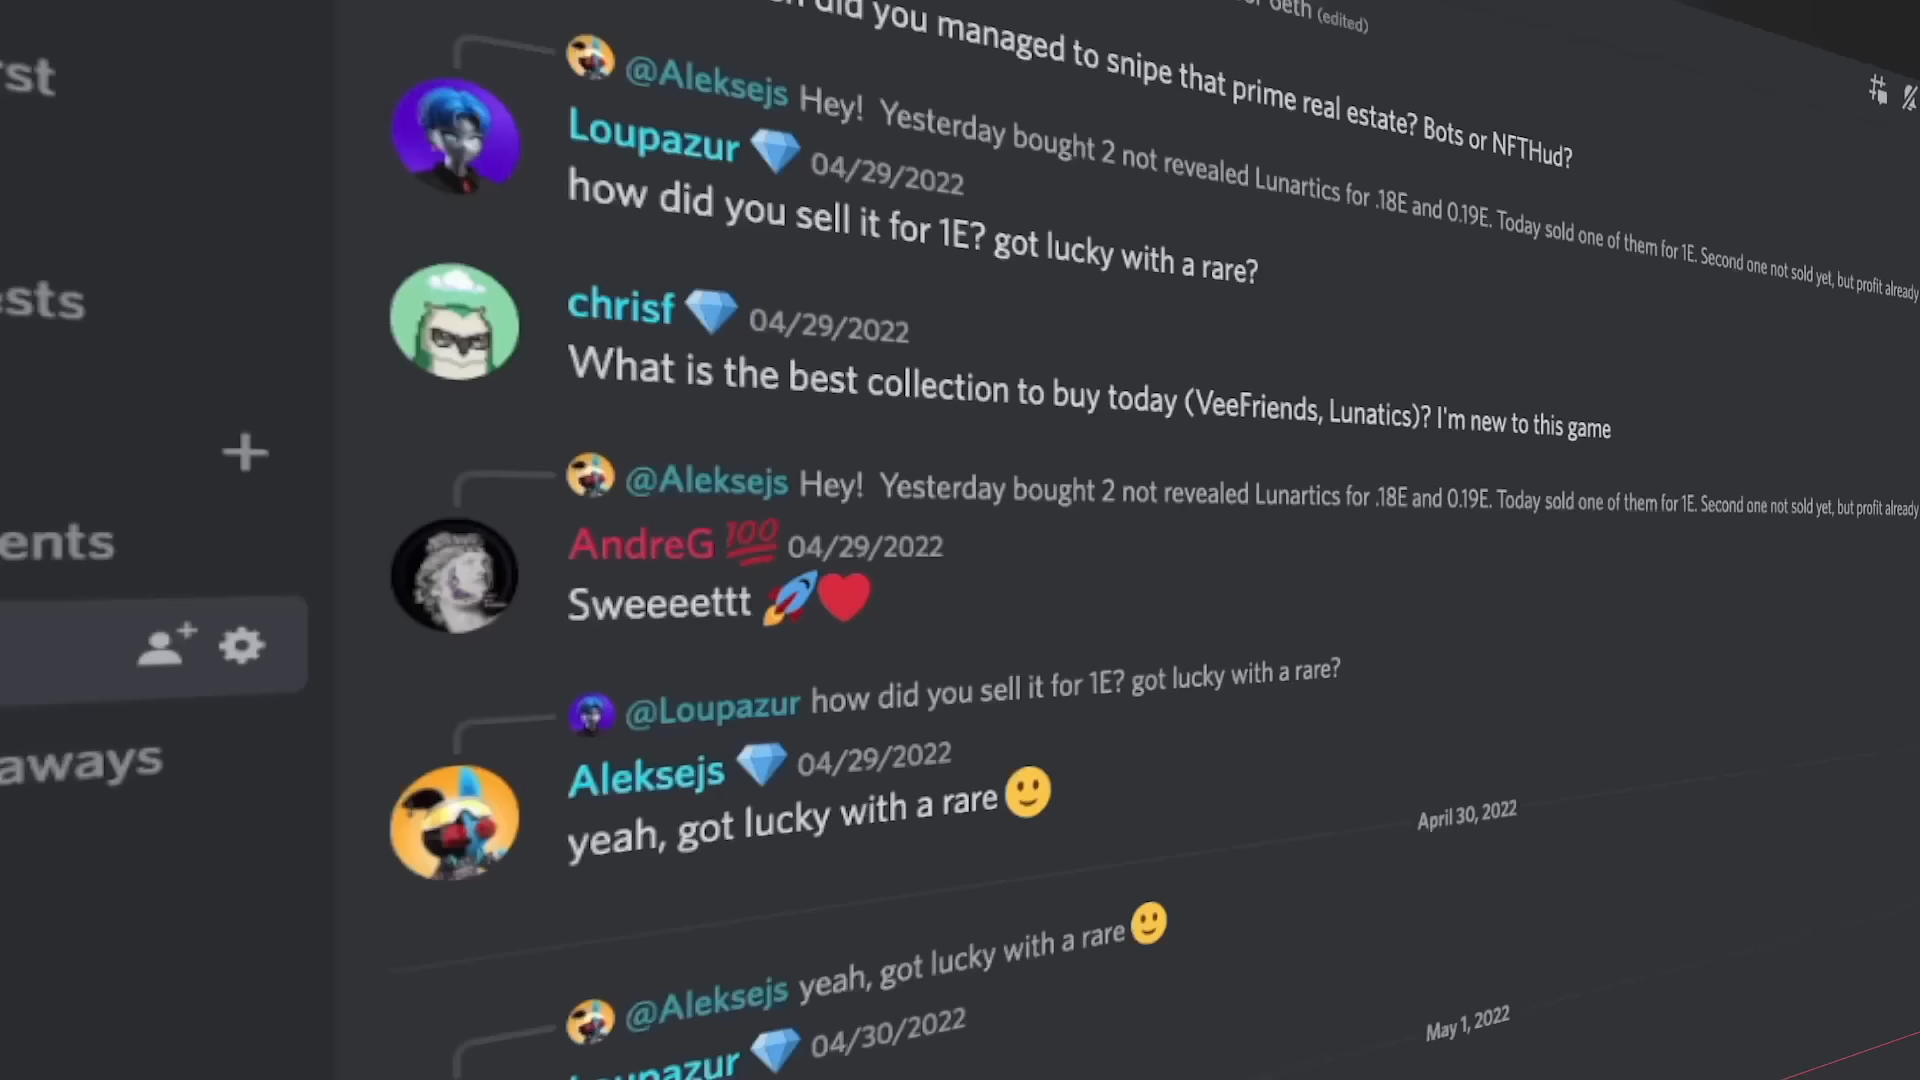 0eth (edited)
did you managed to snipe that prime real estate? Bots or NFTHud?
@Aleksejs Hey! Yesterday bought 2 not revealed Lunartics for .18E and 0.19E. Today sold one of them for 1E. Second one not sold yet, but profit already
Loupazur 💎 04/29/2022
how did you sell it for 1E? got lucky with a rare?
chrisf 💎 04/29/2022
What is the best collection to buy today (VeeFriends, Lunatics)? I'm new to this game
@Aleksejs Hey! Yesterday bought 2 not revealed Lunartics for .18E and 0.19E. Today sold one of them for 1E. Second one not sold yet, but profit already
AndreG 💯 04/29/2022
Sweeeettt 🚀❤️
@Loupazur how did you sell it for 1E? got lucky with a rare?
Aleksejs 💎 04/29/2022
yeah, got lucky with a rare 🙂
April 30, 2022
@Aleksejs yeah, got lucky with a rare 🙂
Loupazur 💎 04/30/2022
May 1, 2022
rst
ests
ents
aways